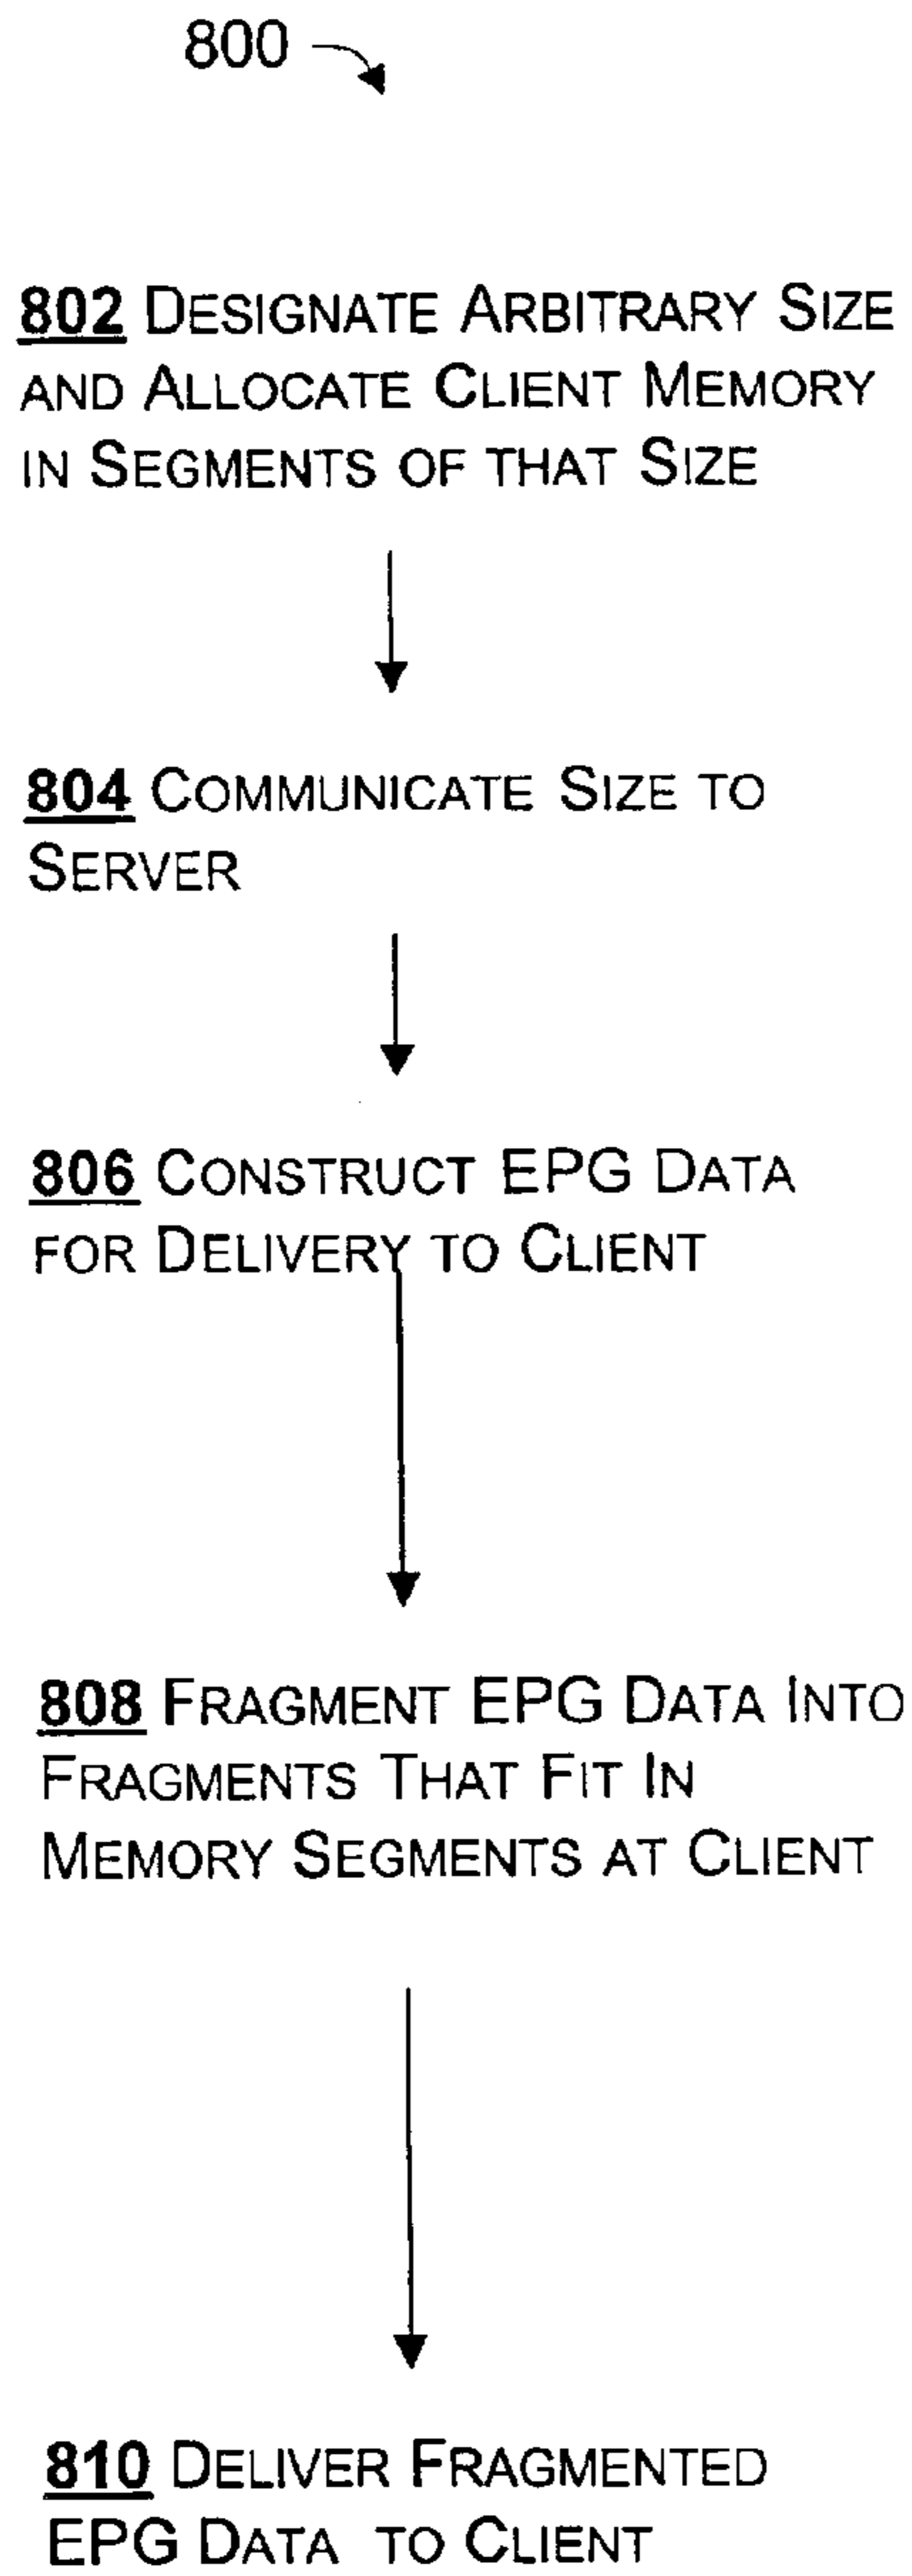 800
802 DESIGNATE ARBITRARY SIZE
AND ALLOCATE CLIENT MEMORY
IN SEGMENTS OF THAT SIZE
804 COMMUNICATE SIZE TO
SERVER
806 CONSTRUCT EPG DATA
FOR DELIVERY TO CLIENT
808 FRAGMENT EPG DATA INTO
FRAGMENTS THAT FIT IN
MEMORY SEGMENTS AT CLIENT
810 DELIVER FRAGMENTED
EPG DATA TO CLIENT